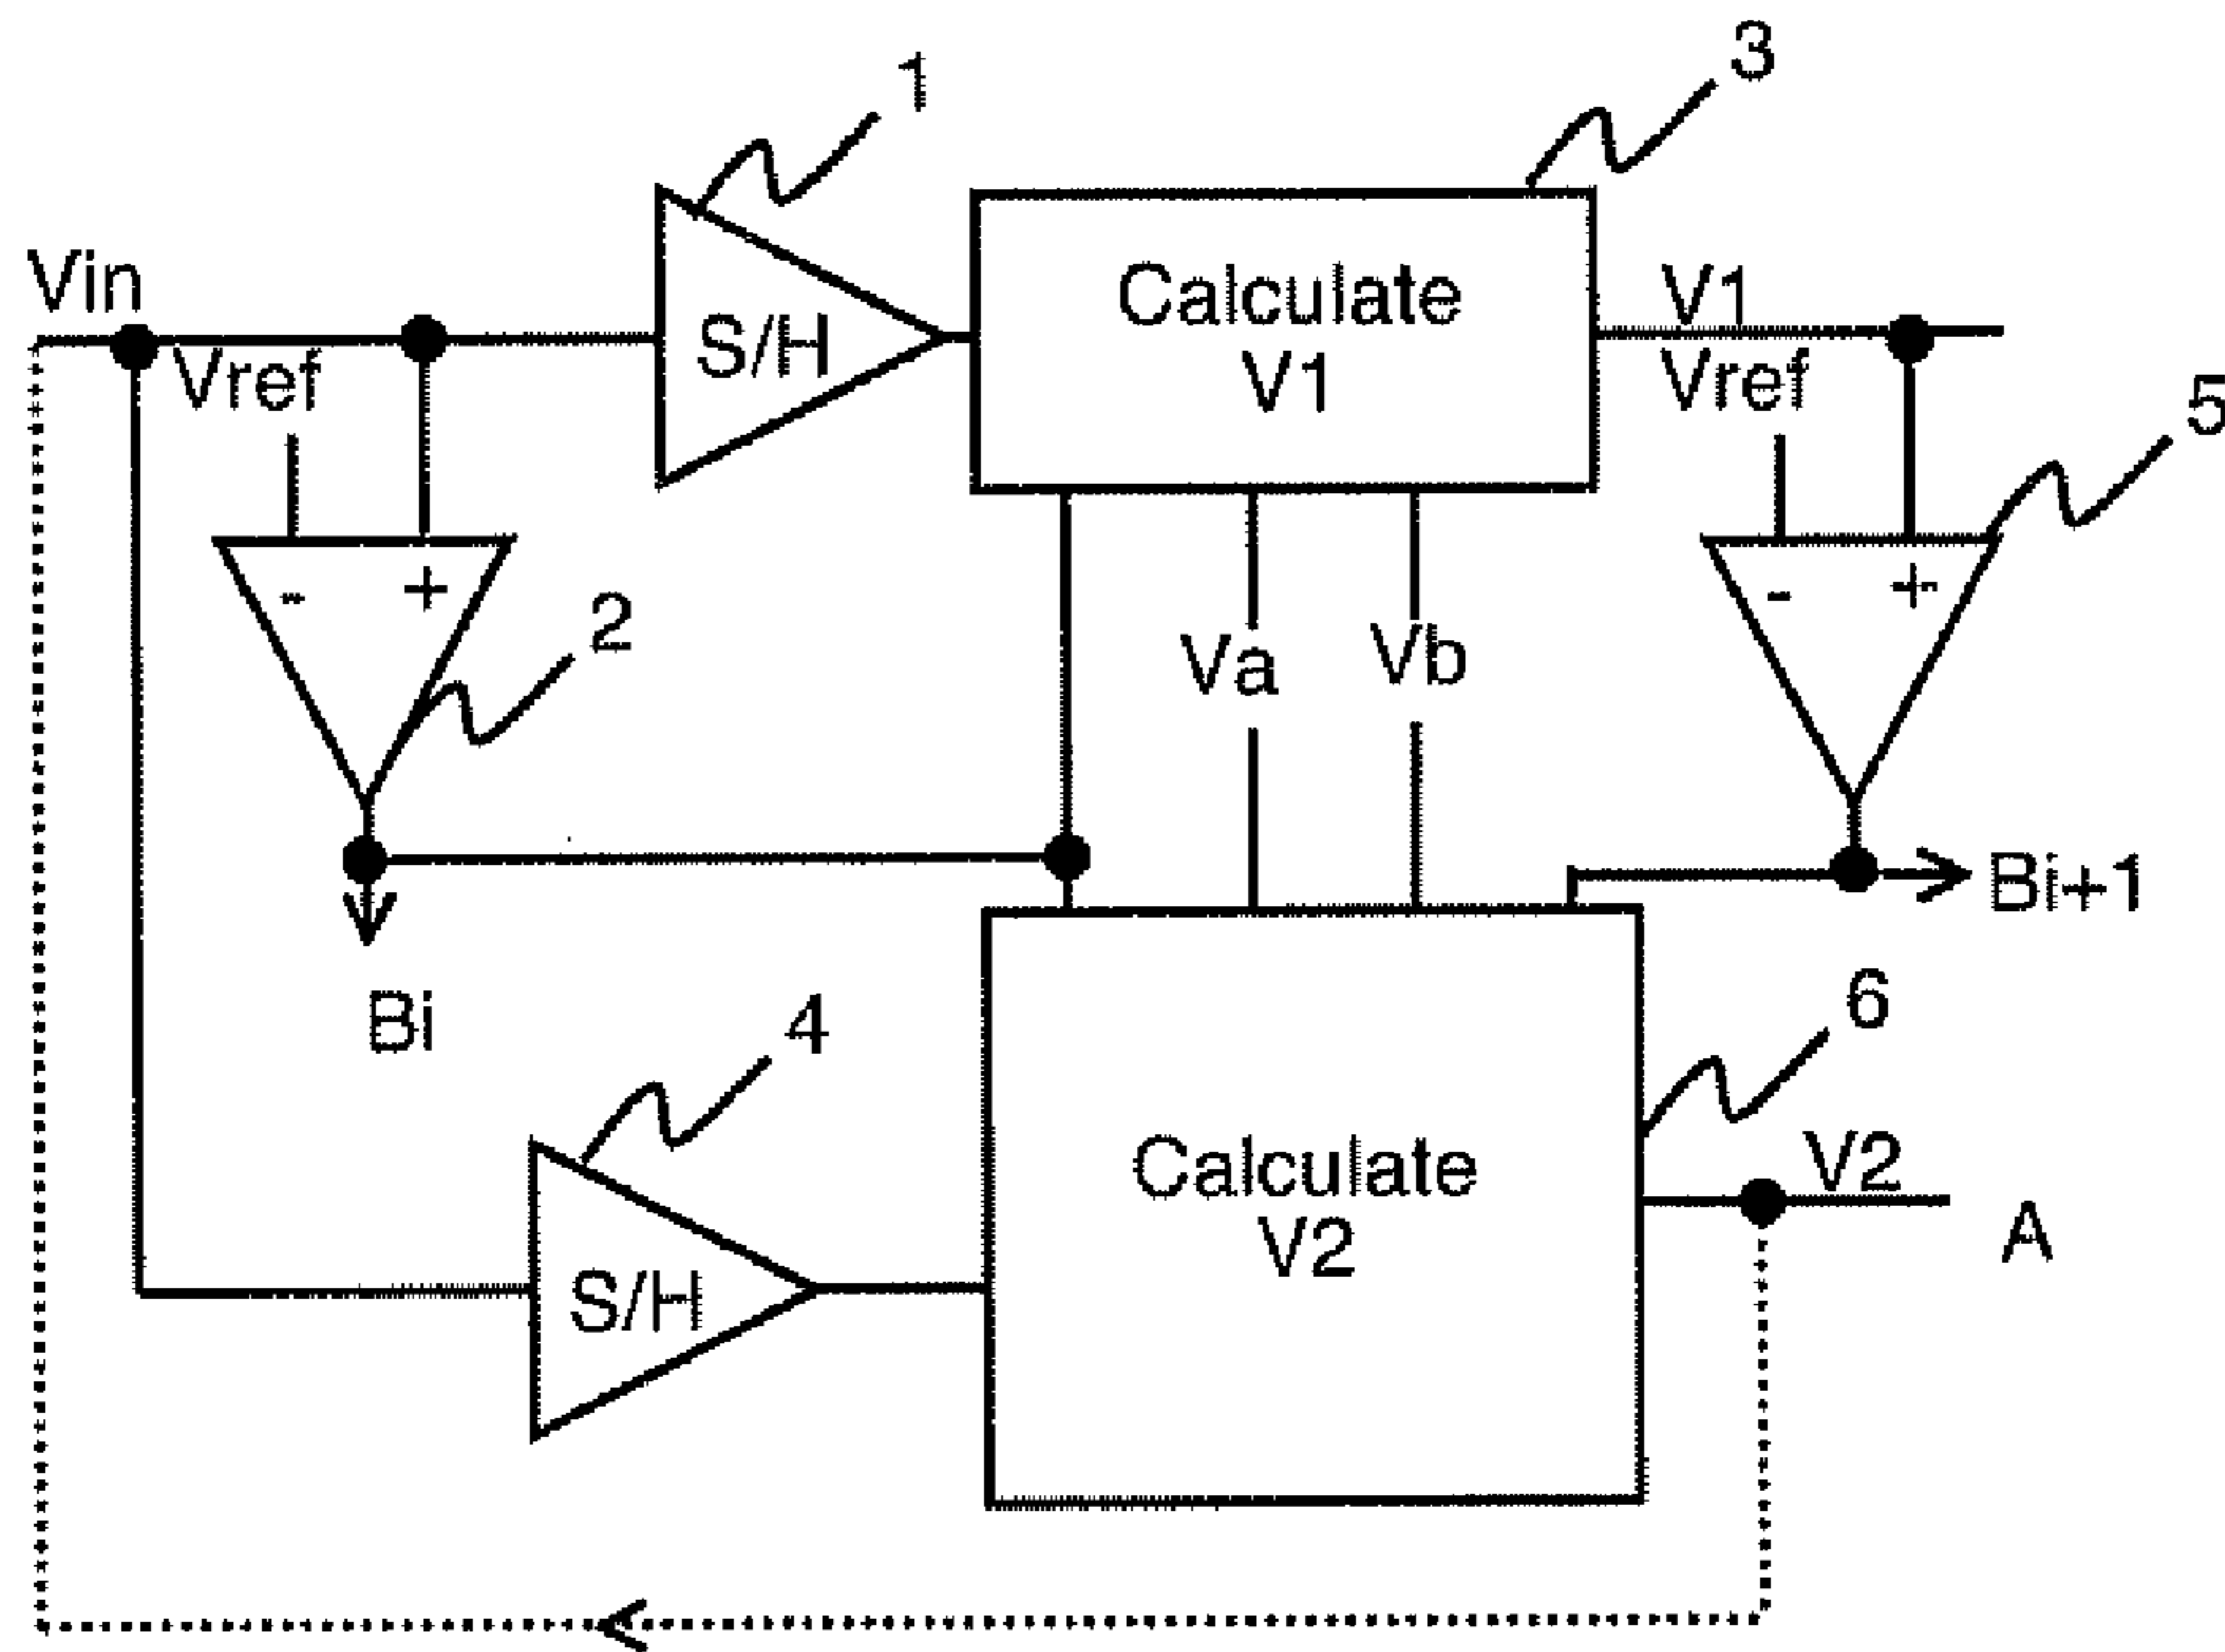 1
3
Vin
Vref
S/H
Calculate
V1
V1
Vref
5
-
+
2
Va
Vb
-
+
Bi
Bi+1
4
6
S/H
Calculate
V2
V2
A